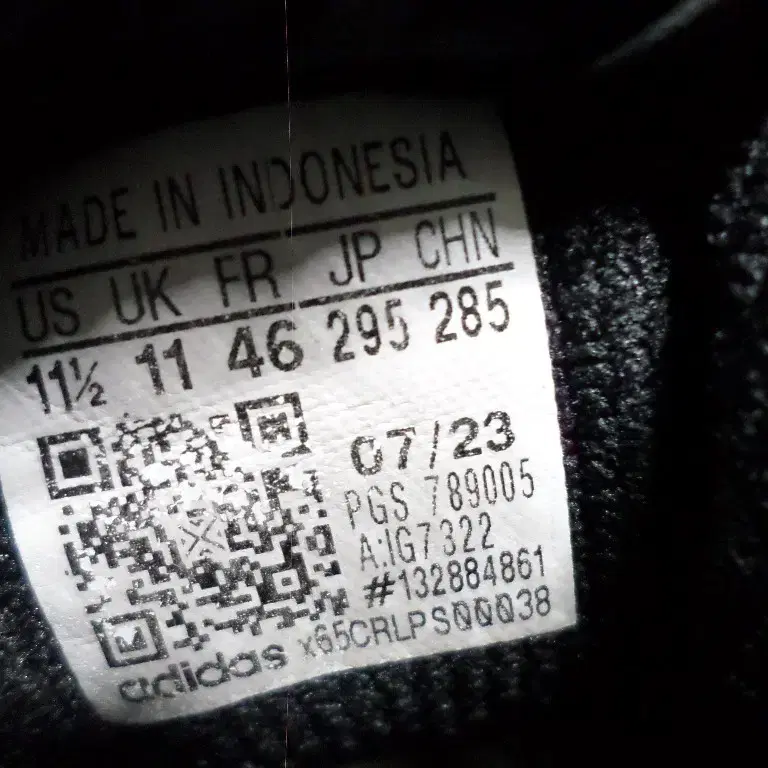 MADE IN INDONESIA
US UK FR JP CHN
11½ 11 46 295 285
07/23
PGS 789005
A:IG7322
#132884861
adidas x65CRLPS00038